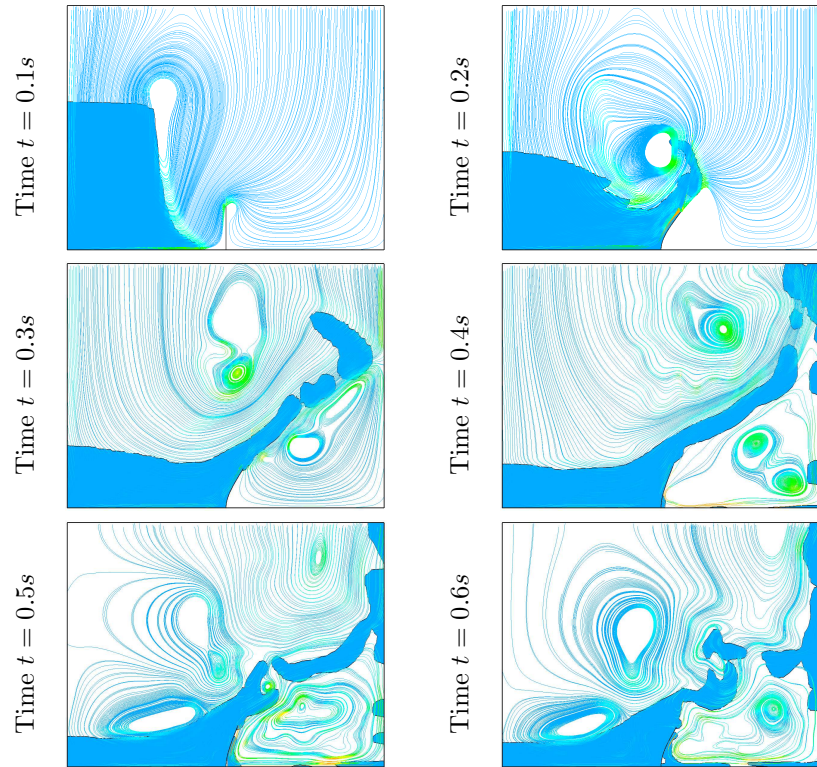 Time t = 0.1s
Time t = 0.2s
Time t = 0.3s
Time t = 0.4s
Time t = 0.5s
Time t = 0.6s